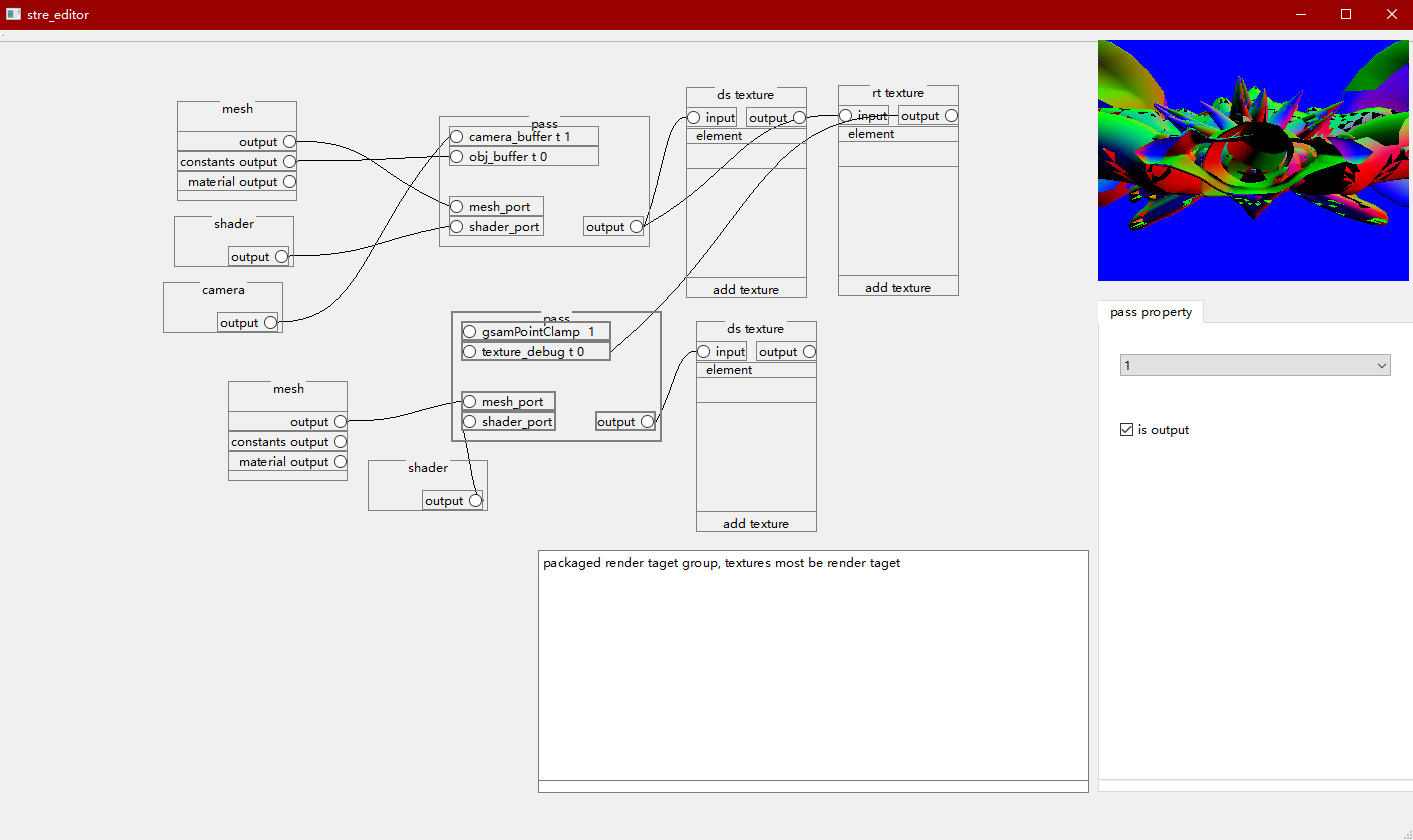 stre_editor
mesh
output
constants output
material output
shader
output
camera
output
pass
camera_buffer t 1
obj_buffer t 0
mesh_port
shader_port
output
ds texture
input
output
element
add texture
rt texture
input
output
element
add texture
pass
gsamPointClamp 1
texture_debug t 0
mesh_port
shader_port
output
ds texture
input
output
element
add texture
mesh
output
constants output
material output
shader
output
packaged render taget group, textures most be render taget
pass property
1
is output